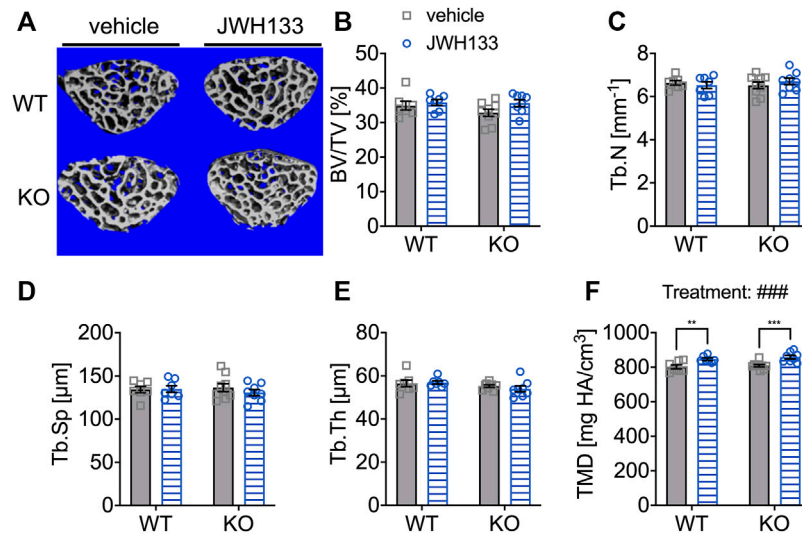 A
vehicle
JWH133
WT
KO
B
vehicle
JWH133
BV/TV [%]
50
40
30
20
10
0
WT
KO
C
Tb.N [mm⁻¹]
8
6
4
2
0
WT
KO
D
Tb.Sp [µm]
200
150
100
50
0
WT
KO
E
Tb.Th [µm]
80
60
40
20
0
WT
KO
F
Treatment: ###
TMD [mg HA/cm³]
**
***
1000
800
600
400
200
0
WT
KO